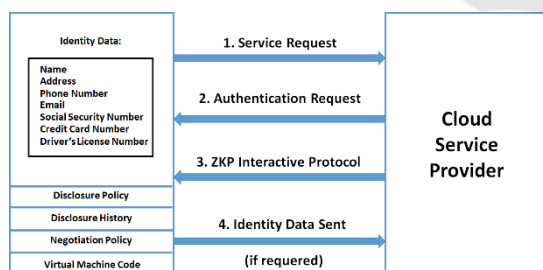 Identity Data:
Name
Address
Phone Number
Email
Social Security Number
Credit Card Number
Driver's License Number
Disclosure Policy
Disclosure History
Negotiation Policy
Virtual Machine Code
1. Service Request
2. Authentication Request
3. ZKP Interactive Protocol
4. Identity Data Sent
(if requered)
Cloud
Service
Provider